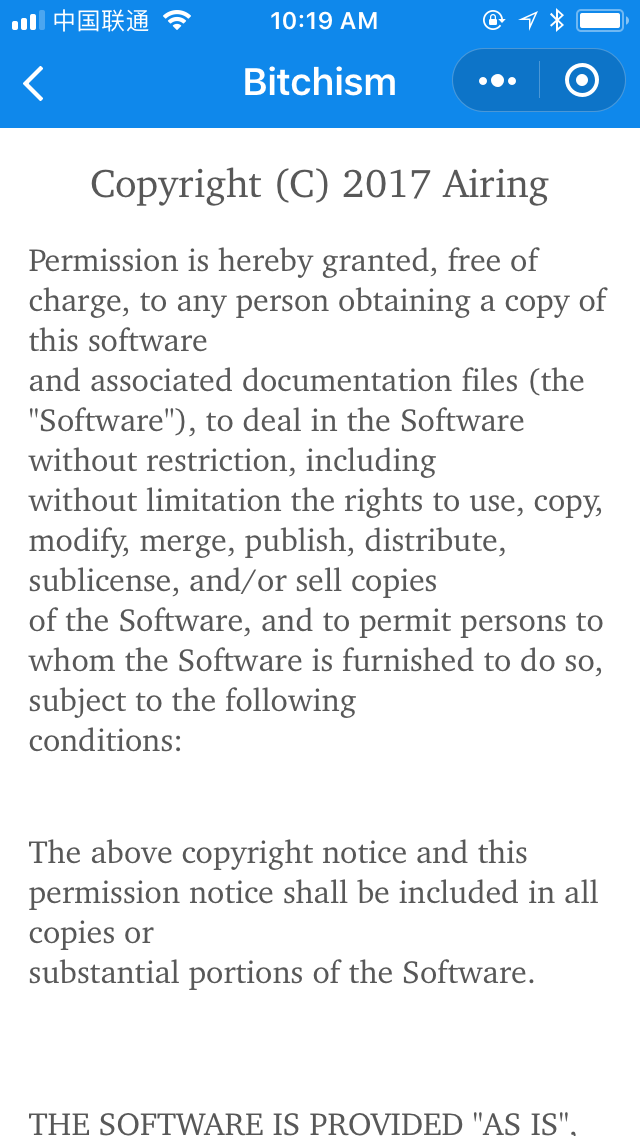 中国联通
10:19 AM
Bitchism
Copyright (C) 2017 Airing
Permission is hereby granted, free of
charge, to any person obtaining a copy of
this software
and associated documentation files (the
"Software"), to deal in the Software
without restriction, including
without limitation the rights to use, copy,
modify, merge, publish, distribute,
sublicense, and/or sell copies
of the Software, and to permit persons to
whom the Software is furnished to do so,
subject to the following
conditions:
The above copyright notice and this
permission notice shall be included in all
copies or
substantial portions of the Software.
THE SOFTWARE IS PROVIDED "AS IS",